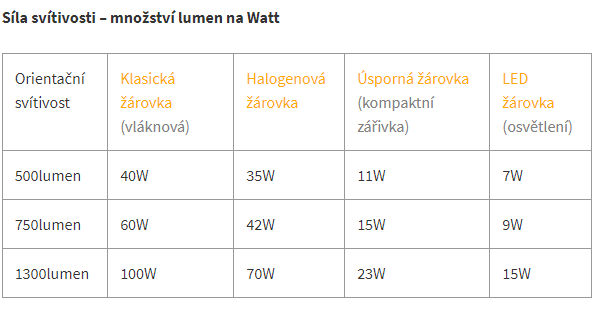 Síla svítivosti – množství lumen na Watt
Orientační svítivost Klasická žárovka (vláknová) Halogenová žárovka Úsporná žárovka (kompaktní zářivka) LED žárovka (osvětlení)
500lumen 40W 35W 11W 7W
750lumen 60W 42W 15W 9W
1300lumen 100W 70W 23W 15W